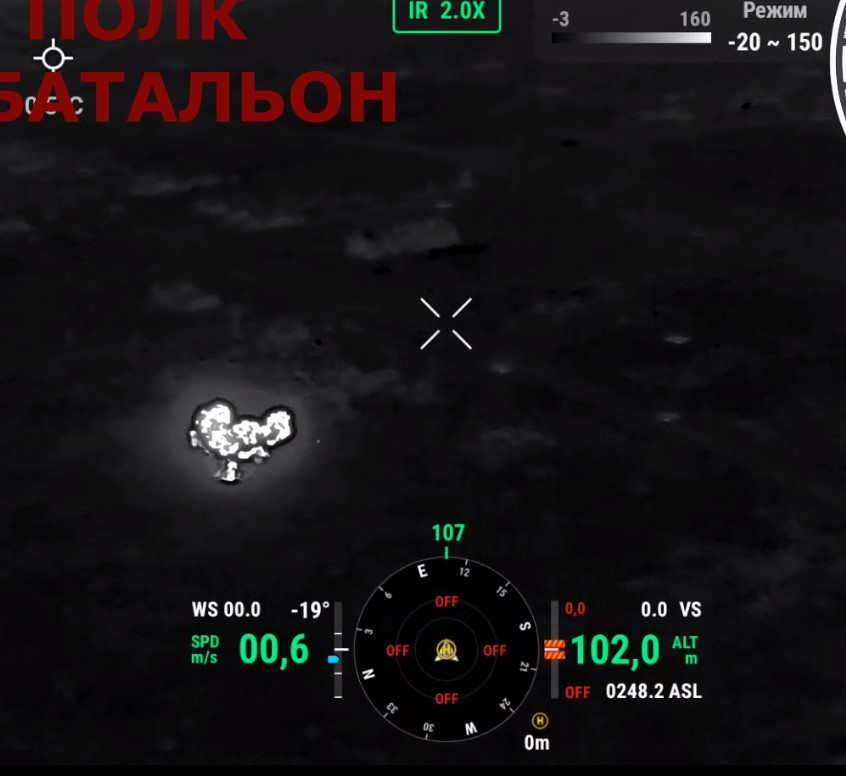 ПОЛК
IR 2.0X
-3 160
Режим
-20 ~ 150
БАТАЛЬОН
107
E 12 15 S 21 24 W 30 33 N 3 6
OFF
OFF OFF
OFF
H
WS 00.0 -19°
SPD m/s 00,6
0,0 0.0 VS
102,0 ALT m
OFF 0248.2 ASL
H
0m